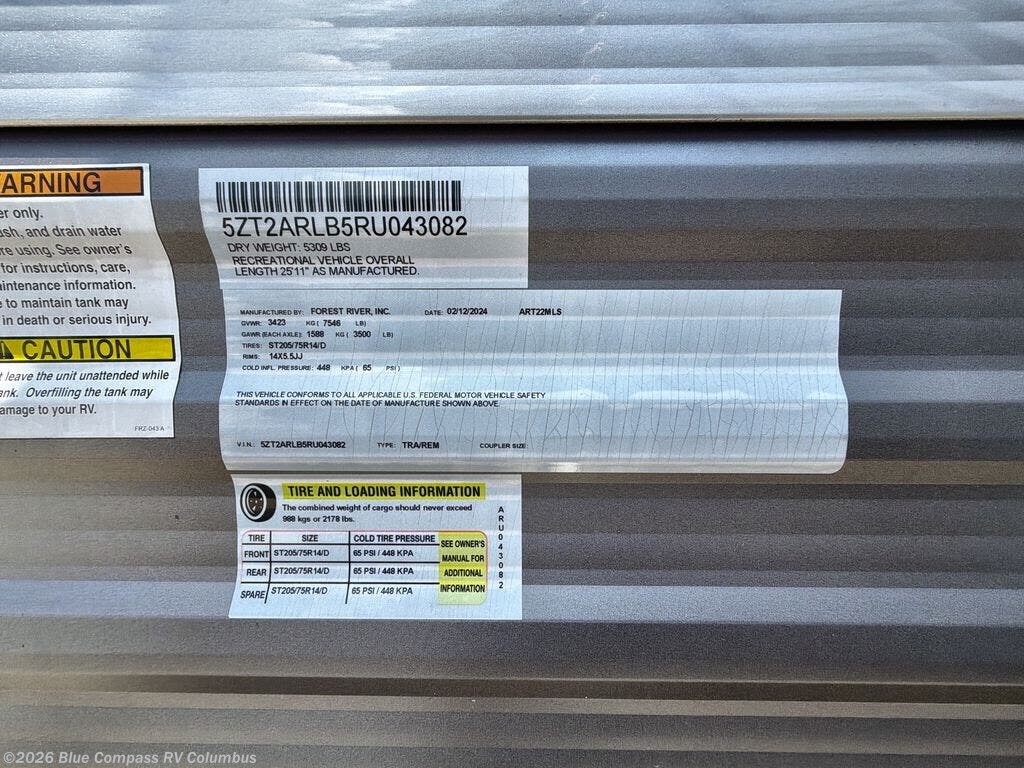 ARNING
er only.
ush, and drain water
re using. See owner's
for instructions, care,
aintenance information.
e to maintain tank may
in death or serious injury.
CAUTION
t leave the unit unattended while
ank. Overfilling the tank may
amage to your RV.
FRZ-043 A
5ZT2ARLB5RU043082
DRY WEIGHT: 5309 LBS
RECREATIONAL VEHICLE OVERALL
LENGTH 25'11" AS MANUFACTURED.
MANUFACTURED BY: FOREST RIVER, INC. DATE: 02/12/2024 ART22MLS
GVWR: 3423 KG ( 7546 LB)
GAWR (EACH AXLE): 1588 KG ( 3500 LB)
TIRES: ST205/75R14/D
RIMS: 14X5.5JJ
COLD INFL. PRESSURE: 448 KPA ( 65 PSI )
THIS VEHICLE CONFORMS TO ALL APPLICABLE U.S. FEDERAL MOTOR VEHICLE SAFETY
STANDARDS IN EFFECT ON THE DATE OF MANUFACTURE SHOWN ABOVE.
V.I.N.: 5ZT2ARLB5RU043082 TYPE: TRA/REM COUPLER SIZE:
TIRE AND LOADING INFORMATION
The combined weight of cargo should never exceed
988 kgs or 2178 lbs.
TIRE SIZE COLD TIRE PRESSURE
FRONT ST205/75R14/D 65 PSI / 448 KPA
REAR ST205/75R14/D 65 PSI / 448 KPA
SPARE ST205/75R14/D 65 PSI / 448 KPA
SEE OWNER'S
MANUAL FOR
ADDITIONAL
INFORMATION
ARU043082
©2026 Blue Compass RV Columbus